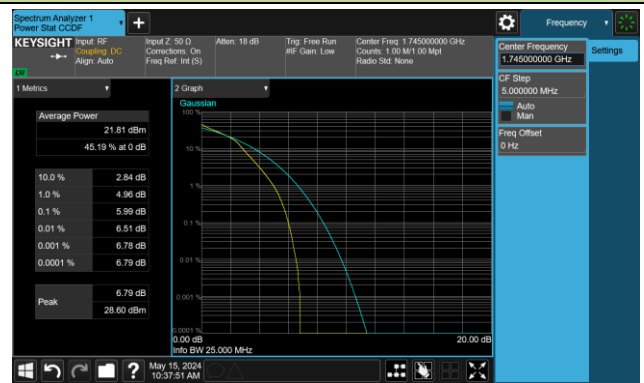 Spectrum Analyzer 1
Power Stat CCDF
Frequency
KEYSIGHT
Input: RF
Coupling: DC
Align: Auto
Input Z: 50 Ω
Corrections: On
Freq Ref: Int (S)
Atten: 18 dB
Trig: Free Run
#IF Gain: Low
Center Freq: 1.745000000 GHz
Counts: 1.00 M/1.00 Mpt
Radio Std: None
1 Metrics
Average Power
21.81 dBm
45.19 % at 0 dB
10.0 % 2.84 dB
1.0 % 4.96 dB
0.1 % 5.99 dB
0.01 % 6.51 dB
0.001 % 6.78 dB
0.0001 % 6.79 dB
Peak
6.79 dB
28.60 dBm
2 Graph
Gaussian
100 %
10 %
1 %
0.1 %
0.01 %
0.001 %
0.0001 %
0.00 dB
20.00 dB
Info BW 25.000 MHz
Center Frequency
1.745000000 GHz
Settings
CF Step
5.000000 MHz
Auto
Man
Freq Offset
0 Hz
?
May 15, 2024
10:37:51 AM